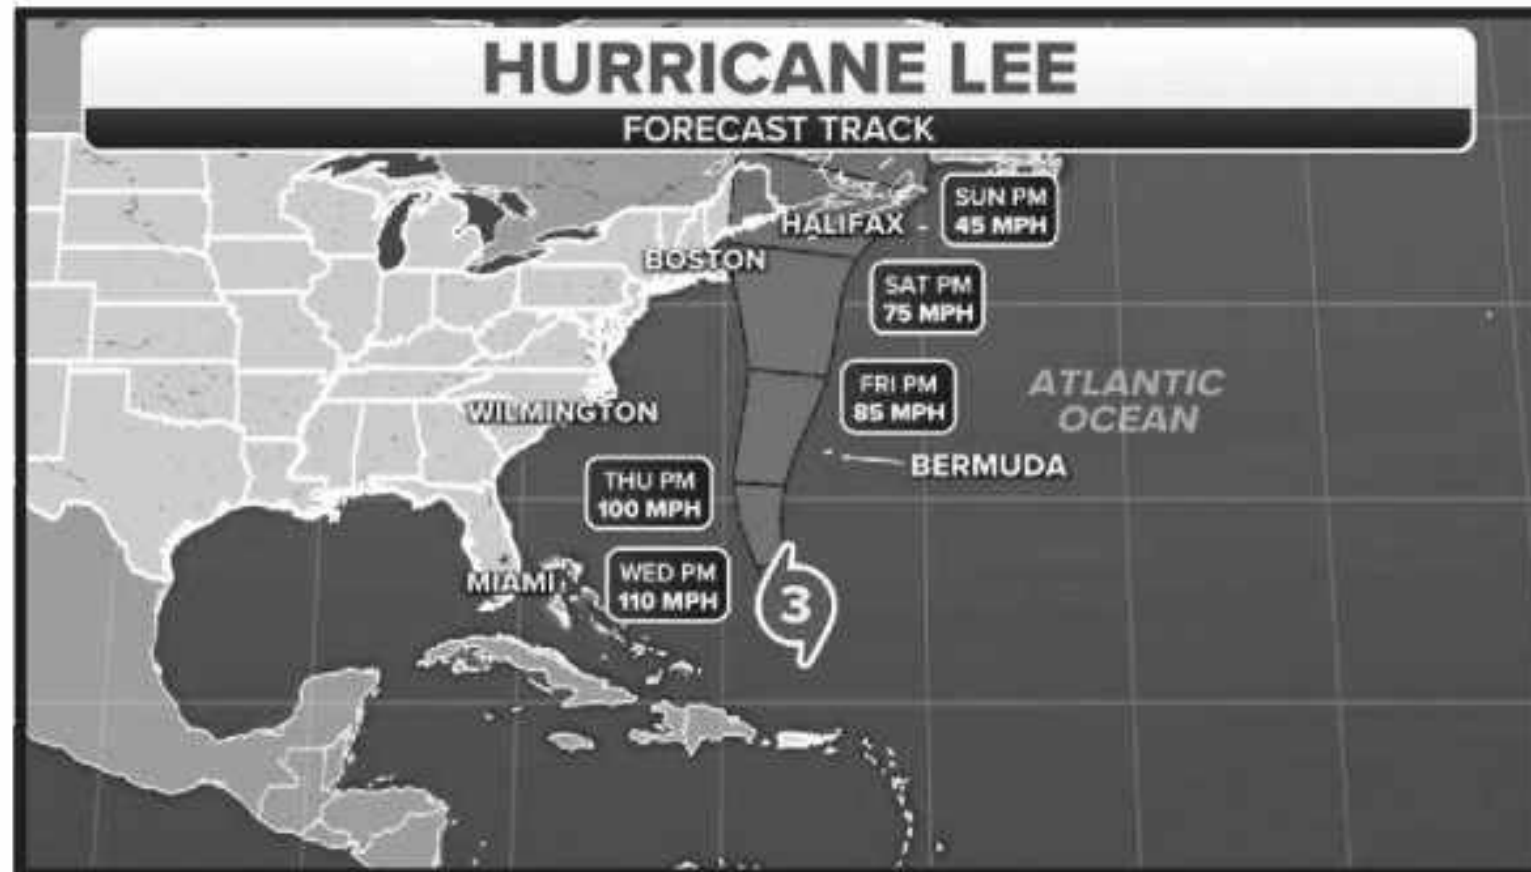 HURRICANE LEE
FORECAST TRACK
SUN PM
45 MPH
HALIFAX
BOSTON
SAT PM
75 MPH
FRI PM
85 MPH
ATLANTIC
OCEAN
WILMINGTON
BERMUDA
THU PM
100 MPH
MIAMI
WED PM
110 MPH
3